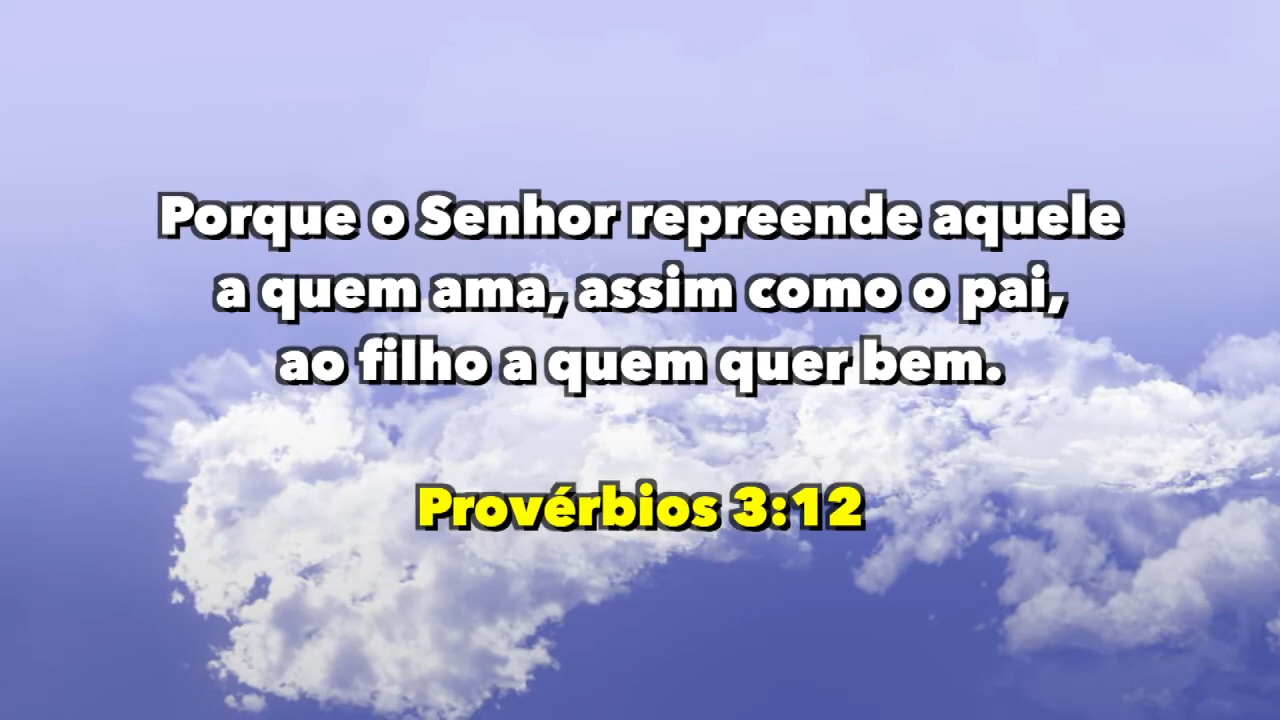 Porque o Senhor repreende aquele
a quem ama, assim como o pai,
ao filho a quem quer bem.
Provérbios 3:12